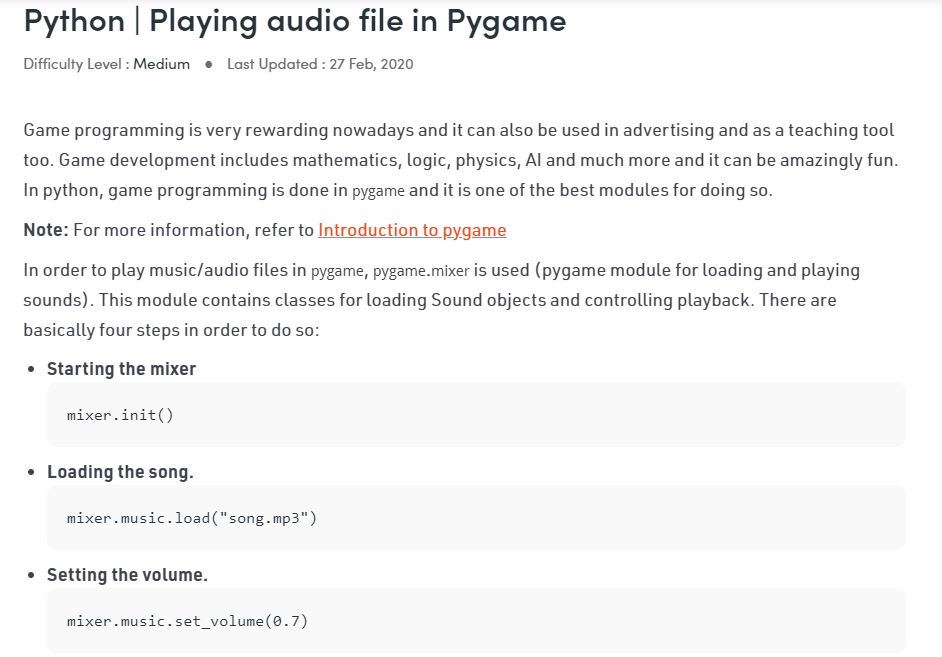 Python | Playing audio file in Pygame
Difficulty Level : Medium ● Last Updated : 27 Feb, 2020
Game programming is very rewarding nowadays and it can also be used in advertising and as a teaching tool
too. Game development includes mathematics, logic, physics, AI and much more and it can be amazingly fun.
In python, game programming is done in pygame and it is one of the best modules for doing so.
Note: For more information, refer to Introduction to pygame
In order to play music/audio files in pygame, pygame.mixer is used (pygame module for loading and playing
sounds). This module contains classes for loading Sound objects and controlling playback. There are
basically four steps in order to do so:
• Starting the mixer
mixer.init()
• Loading the song.
mixer.music.load("song.mp3")
• Setting the volume.
mixer.music.set_volume(0.7)